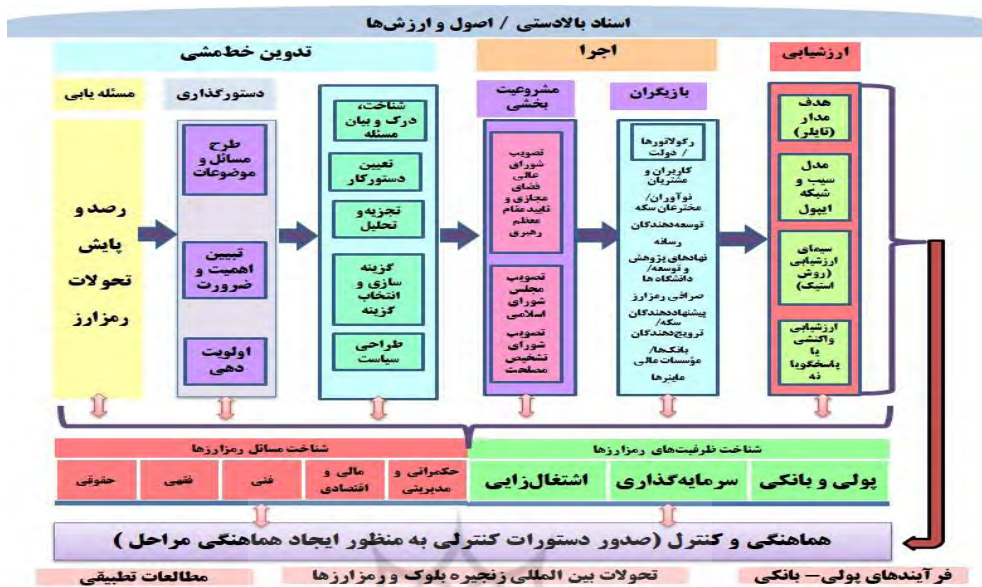 اسناد بالادستی / اصول و ارزش‌ها
تدوین خط‌مشی
اجرا
ارزشیابی
مسئله یابی
رصد و
پایش
تحولات
رمزارز
دستورگذاری
طرح
مسائل و
موضوعات
تبیین
اهمیت و
ضرورت
اولویت
دهی
شناخت،
درک و بیان
مسئله
تعیین
دستورکار
تجزیه و
تحلیل
گزینه
سازی و
انتخاب
گزینه
طراحی
سیاست
مشروعیت
بخشی
تصویب
شورای
عالی
فضای
مجازی و
تایید مقام
معظم
رهبری
تصویب
مجلس
شورای
اسلامی
تصویب
شورای
تشخیص
مصلحت
بازیگران
رگولاتورها
/ دولت
کاربران و
مشتریان
نوآوران/
مخترعان سکه
توسعه‌دهندگان
رسانه
نهادهای پژوهش
و توسعه/
دانشگاه ها
صرافی رمزارز
پیشنهاددهندگان
سکه/
ترویج‌دهندگان
بانک‌ها/
مؤسسات مالی
ماینرها
هدف
مدار
(تایلر)
مدل
سیپ و
شبکه
ایپول
سیمای
ارزشیابی
(روش
استیک)
ارزشیابی
واکنشی
یا
پاسخگویا
نه
شناخت مسائل رمزارزها
شناخت ظرفیت‌های رمزارزها
حقوقی
فقهی
فنی
مالی و
اقتصادی
حکمرانی و
مدیریتی
اشتغال‌زایی
سرمایه‌گذاری
پولی و بانکی
هماهنگی و کنترل (صدور دستورات کنترلی به منظور ایجاد هماهنگی مراحل )
مطالعات تطبیقی
تحولات بین المللی زنجیره بلوک و رمزارزها
فرآیندهای پولی– بانکی